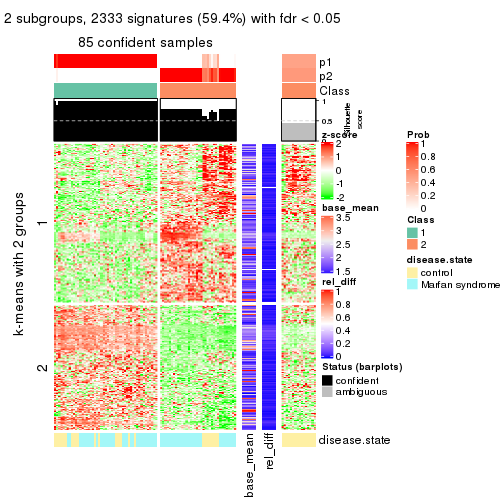 2 subgroups, 2333 signatures (59.4%) with fdr < 0.05
85 confident samples
p1
p2
Class
1
0.5
0
Silhouette
score
z-score
2
1
0
-1
-2
base_mean
3.5
3
2.5
2
1.5
rel_diff
1
0.8
0.6
0.4
0.2
0
Status (barplots)
confident
ambiguous
Prob
1
0.8
0.6
0.4
0.2
0
Class
1
2
disease.state
control
Marfan syndrome
k-means with 2 groups
1
2
disease.state
base_mean
rel_diff